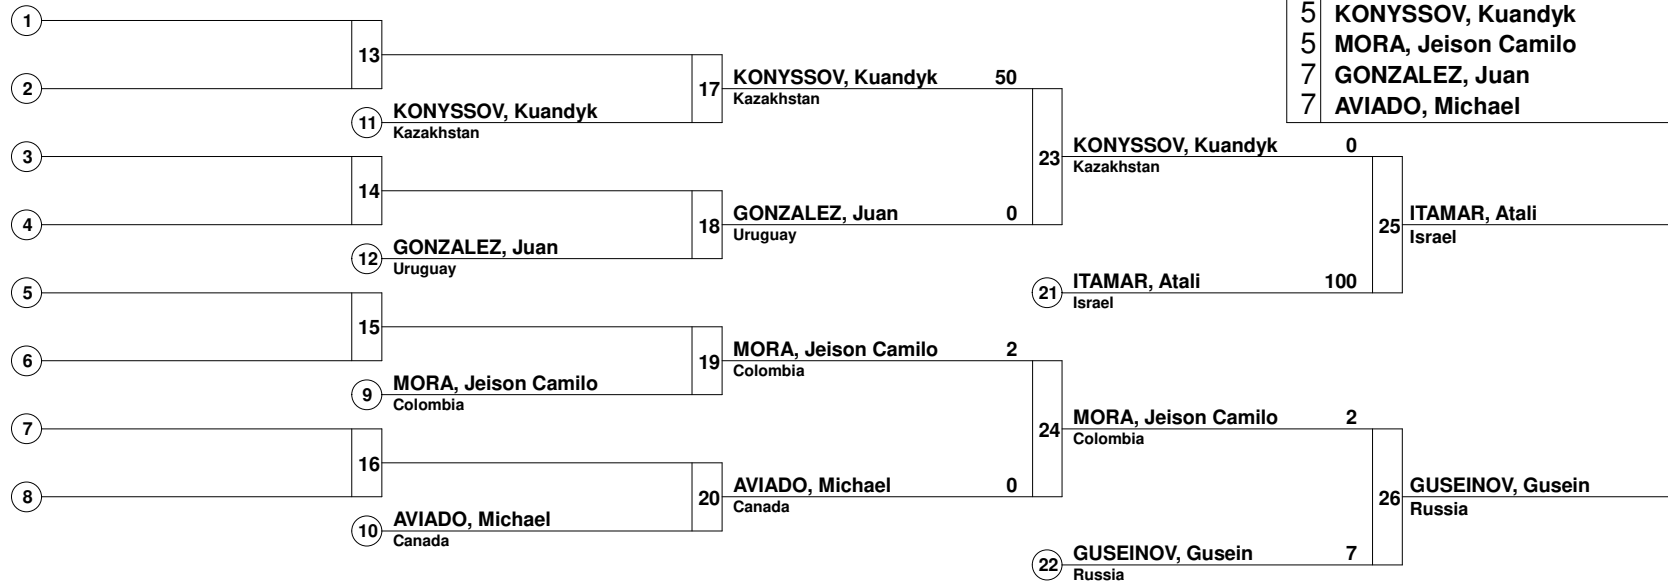 5 KONYSSOV, Kuandyk
5 MORA, Jeison Camilo
7 GONZALEZ, Juan
7 AVIADO, Michael
1
13
2
11 KONYSSOV, Kuandyk
Kazakhstan
17
KONYSSOV, Kuandyk 50
Kazakhstan
3
14
4
12 GONZALEZ, Juan
Uruguay
18
GONZALEZ, Juan 0
Uruguay
23
KONYSSOV, Kuandyk 0
Kazakhstan
21 ITAMAR, Atali 100
Israel
25
ITAMAR, Atali
Israel
5
15
6
9 MORA, Jeison Camilo
Colombia
19
MORA, Jeison Camilo 2
Colombia
7
16
8
10 AVIADO, Michael
Canada
20
AVIADO, Michael 0
Canada
24
MORA, Jeison Camilo 2
Colombia
22 GUSEINOV, Gusein 7
Russia
26
GUSEINOV, Gusein
Russia